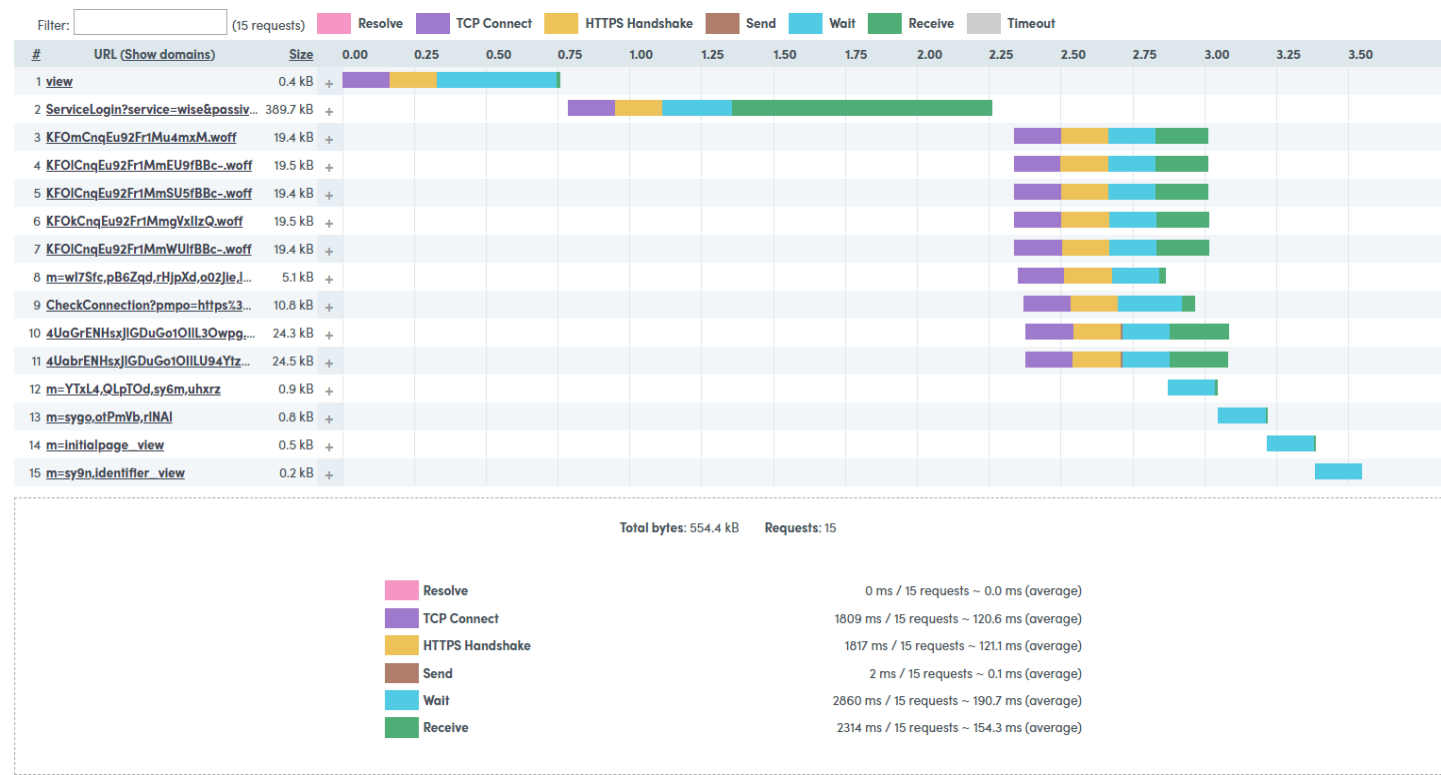 Filter: (15 requests) Resolve TCP Connect HTTPS Handshake Send Wait Receive Timeout
# URL (Show domains) Size 0.00 0.25 0.50 0.75 1.00 1.25 1.50 1.75 2.00 2.25 2.50 2.75 3.00 3.25 3.50
1 view 0.4 kB +
2 ServiceLogin?service=wise&passiv... 389.7 kB +
3 KFOmCnqEu92Fr1Mu4mxM.woff 19.4 kB +
4 KFOlCnqEu92Fr1MmEU9fBBc-.woff 19.5 kB +
5 KFOlCnqEu92Fr1MmSU5fBBc-.woff 19.4 kB +
6 KFOkCnqEu92Fr1MmgVxIIzQ.woff 19.5 kB +
7 KFOlCnqEu92Fr1MmWUlfBBc-.woff 19.4 kB +
8 m=wI7Sfc,pB6Zqd,rHjpXd,o02Jie,l... 5.1 kB +
9 CheckConnection?pmpo=https%3... 10.8 kB +
10 4UaGrENHsxJlGDuGo1OIlL3Owpg... 24.3 kB +
11 4UabrENHsxJlGDuGo1OIlLU94Ytz... 24.5 kB +
12 m=YTxL4,QLpTOd,sy6m,uhxrz 0.9 kB +
13 m=sygo,otPmVb,rlNAl 0.8 kB +
14 m=initialpage_view 0.5 kB +
15 m=sy9n,identifier_view 0.2 kB +
Total bytes: 554.4 kB Requests: 15
Resolve 0 ms / 15 requests ~ 0.0 ms (average)
TCP Connect 1809 ms / 15 requests ~ 120.6 ms (average)
HTTPS Handshake 1817 ms / 15 requests ~ 121.1 ms (average)
Send 2 ms / 15 requests ~ 0.1 ms (average)
Wait 2860 ms / 15 requests ~ 190.7 ms (average)
Receive 2314 ms / 15 requests ~ 154.3 ms (average)